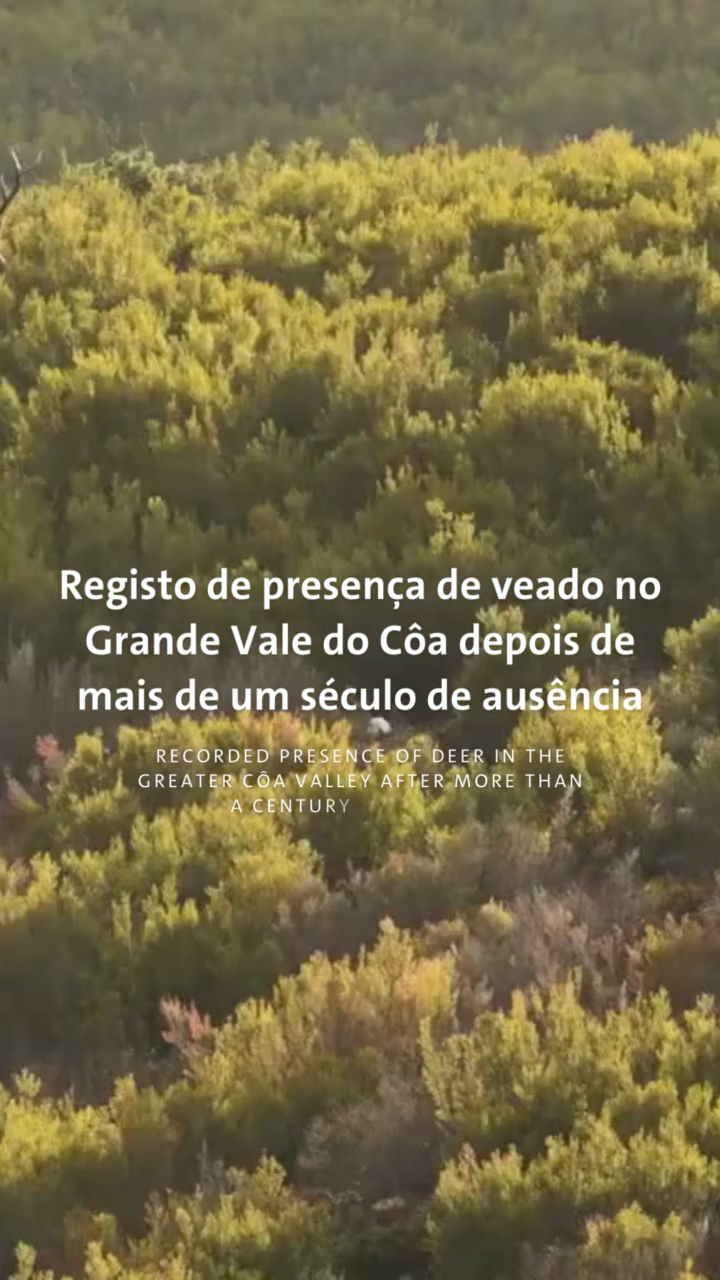 Registo de presença de veado no
Grande Vale do Côa depois de
mais de um século de ausência
RECORDED PRESENCE OF DEER IN THE
GREATER CÔA VALLEY AFTER MORE THAN
A CENTURY